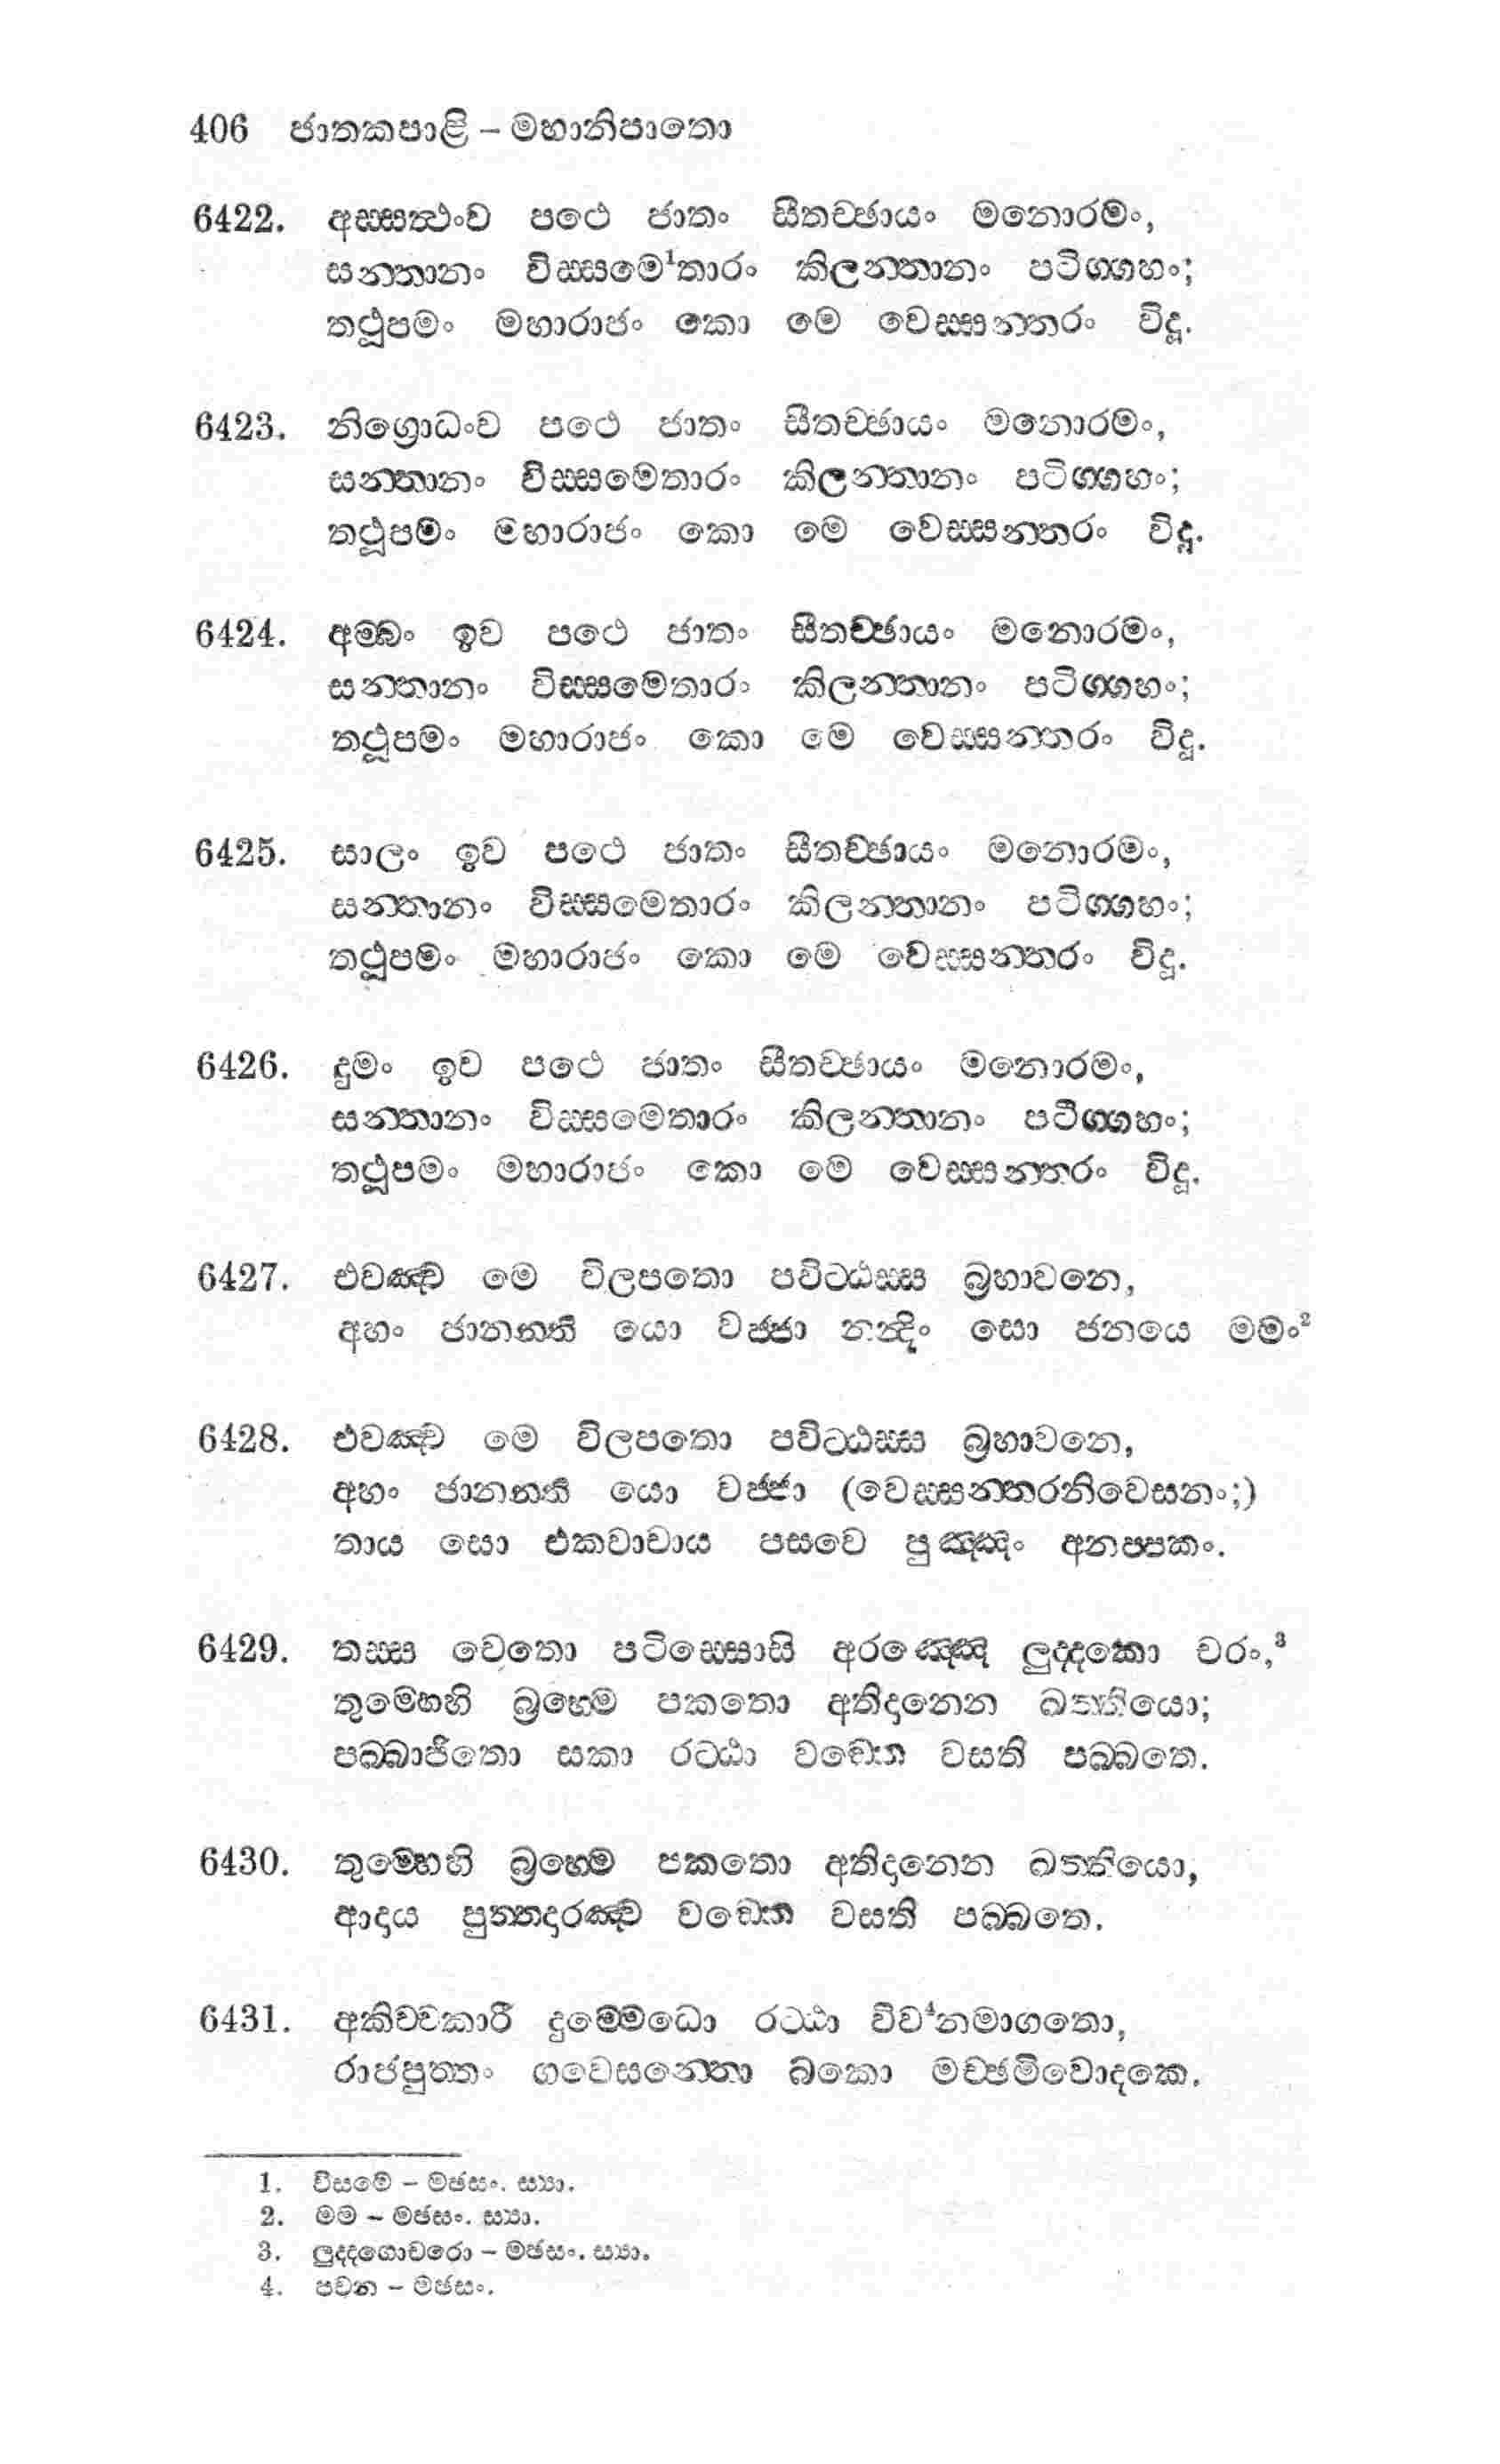 406 ජාතකපාළි – මහානිපාතො
6422. අස්සත්ථංව පථෙ ජාතං සීතච්ඡායං මනොරමං,
සන්තානං විස්සමෙ¹තාරං කිලන්තානං පටිග්ගහං;
තථූපමං මහාරාජං කො මෙ වෙස්සන්තරං විදූ.
6423. නිග්‍රොධංව පථෙ ජාතං සීතච්ඡායං මනොරමං,
සන්තානං විස්සමෙතාරං කිලන්තානං පටිග්ගහං;
තථූපමං මහාරාජං කො මෙ වෙස්සන්තරං විදූ.
6424. අම්බං ඉව පථෙ ජාතං සීතච්ඡායං මනොරමං,
සන්තානං විස්සමෙතාරං කිලන්තානං පටිග්ගහං;
තථූපමං මහාරාජං කො මෙ වෙස්සන්තරං විදූ.
6425. සාලං ඉව පථෙ ජාතං සීතච්ඡායං මනොරමං,
සන්තානං විස්සමෙතාරං කිලන්තානං පටිග්ගහං;
තථූපමං මහාරාජං කො මෙ වෙස්සන්තරං විදූ.
6426. දුමං ඉව පථෙ ජාතං සීතච්ඡායං මනොරමං,
සන්තානං විස්සමෙතාරං කිලන්තානං පටිග්ගහං;
තථූපමං මහාරාජං කො මෙ වෙස්සන්තරං විදූ.
6427. එවඤ්ච මෙ විලපතො පවිට්ඨස්ස බ්‍රහාවනෙ,
අහං ජානන්ති යො වජ්ජා නන්දිං සො ජනයෙ මමං²
6428. එවඤ්ච මෙ විලපතො පවිට්ඨස්ස බ්‍රහාවනෙ,
අහං ජානන්ති යො වජ්ජා (වෙස්සන්තරනිවෙසනං;)
තාය සො එකවාචාය පසවෙ පුඤ්ඤං අනප්පකං.
6429. තස්ස චෙතො පටිස්සොසි අරඤ්ඤෙ ලුද්දකො චරං,³
තුම්හෙහි බ්‍රහ්මෙ පකතො අතිදානෙන ඛත්තියො;
පබ්බාජිතො සකා රට්ඨා වඞ්කෙ වසති පබ්බතෙ.
6430. තුම්හෙහි බ්‍රහ්මෙ පකතො අතිදානෙන ඛත්තියො,
ආදාය පුත්තදාරඤ්ච වඞ්කෙ වසති පබ්බතෙ.
6431. අකිච්චකාරී දුම්මෙධො රට්ඨා විව⁴නමාගතො,
රාජපුත්තං ගවෙසන්තො බකො මච්ඡමිවොදකෙ.
1. විසමෙ – මඡසං. ස්‍යා.
2. මම – මඡසං. ස්‍යා.
3. ලුද්දගොචරො – මඡසං. ස්‍යා.
4. පවන – මඡසං.